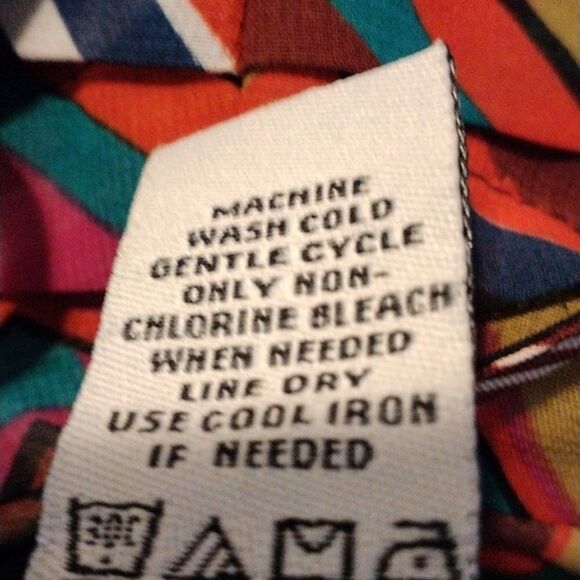 MACHINE
WASH COLD
GENTLE CYCLE
ONLY NON-
CHLORINE BLEACH
WHEN NEEDED
LINE DRY
USE COOL IRON
IF NEEDED